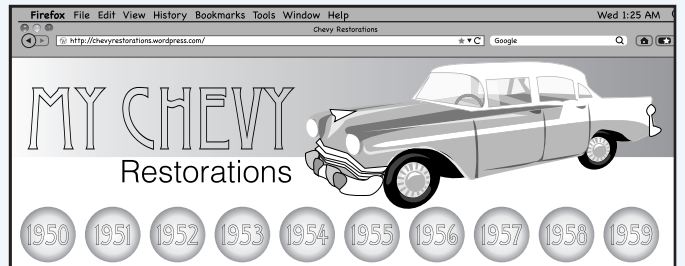 Firefox File Edit View History Bookmarks Tools Window Help Wed 1:25 AM
Chevy Restorations
http://chevyrestorations.wordpress.com/ Google
MY CHEVY
Restorations
1950 1951 1952 1953 1954 1955 1956 1957 1958 1959